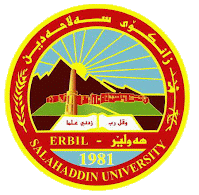 زانكۆی سەلاحەددین
وقل رب زدني علما
ERBIL - هەولێر
1981
SALAHADDIN UNIVERSITY